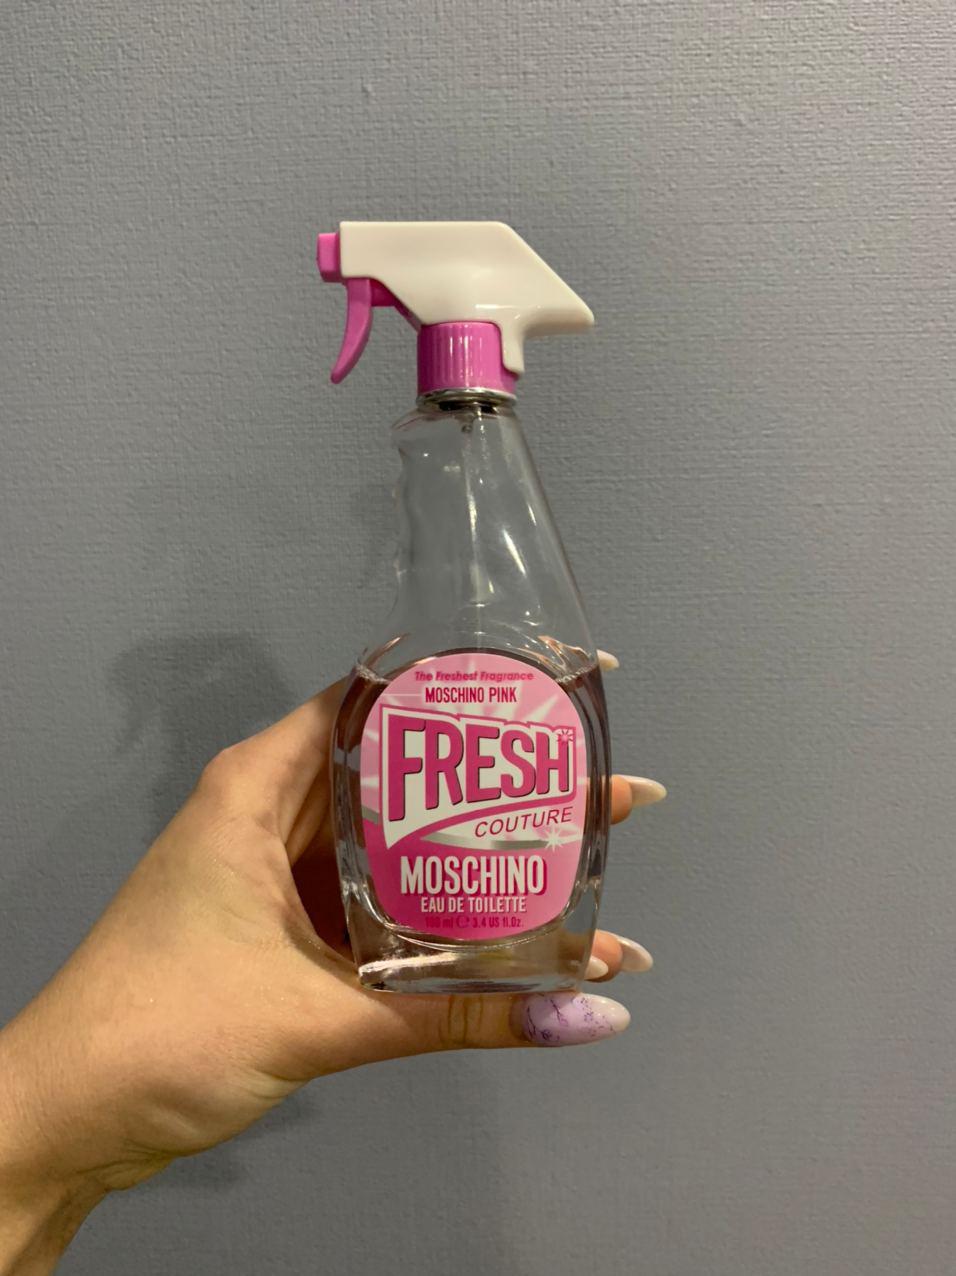 The Freshest Fragrance
MOSCHINO PINK
FRESH
COUTURE
MOSCHINO
EAU DE TOILETTE
100 ml ℮ 3.4 US fl.Oz.